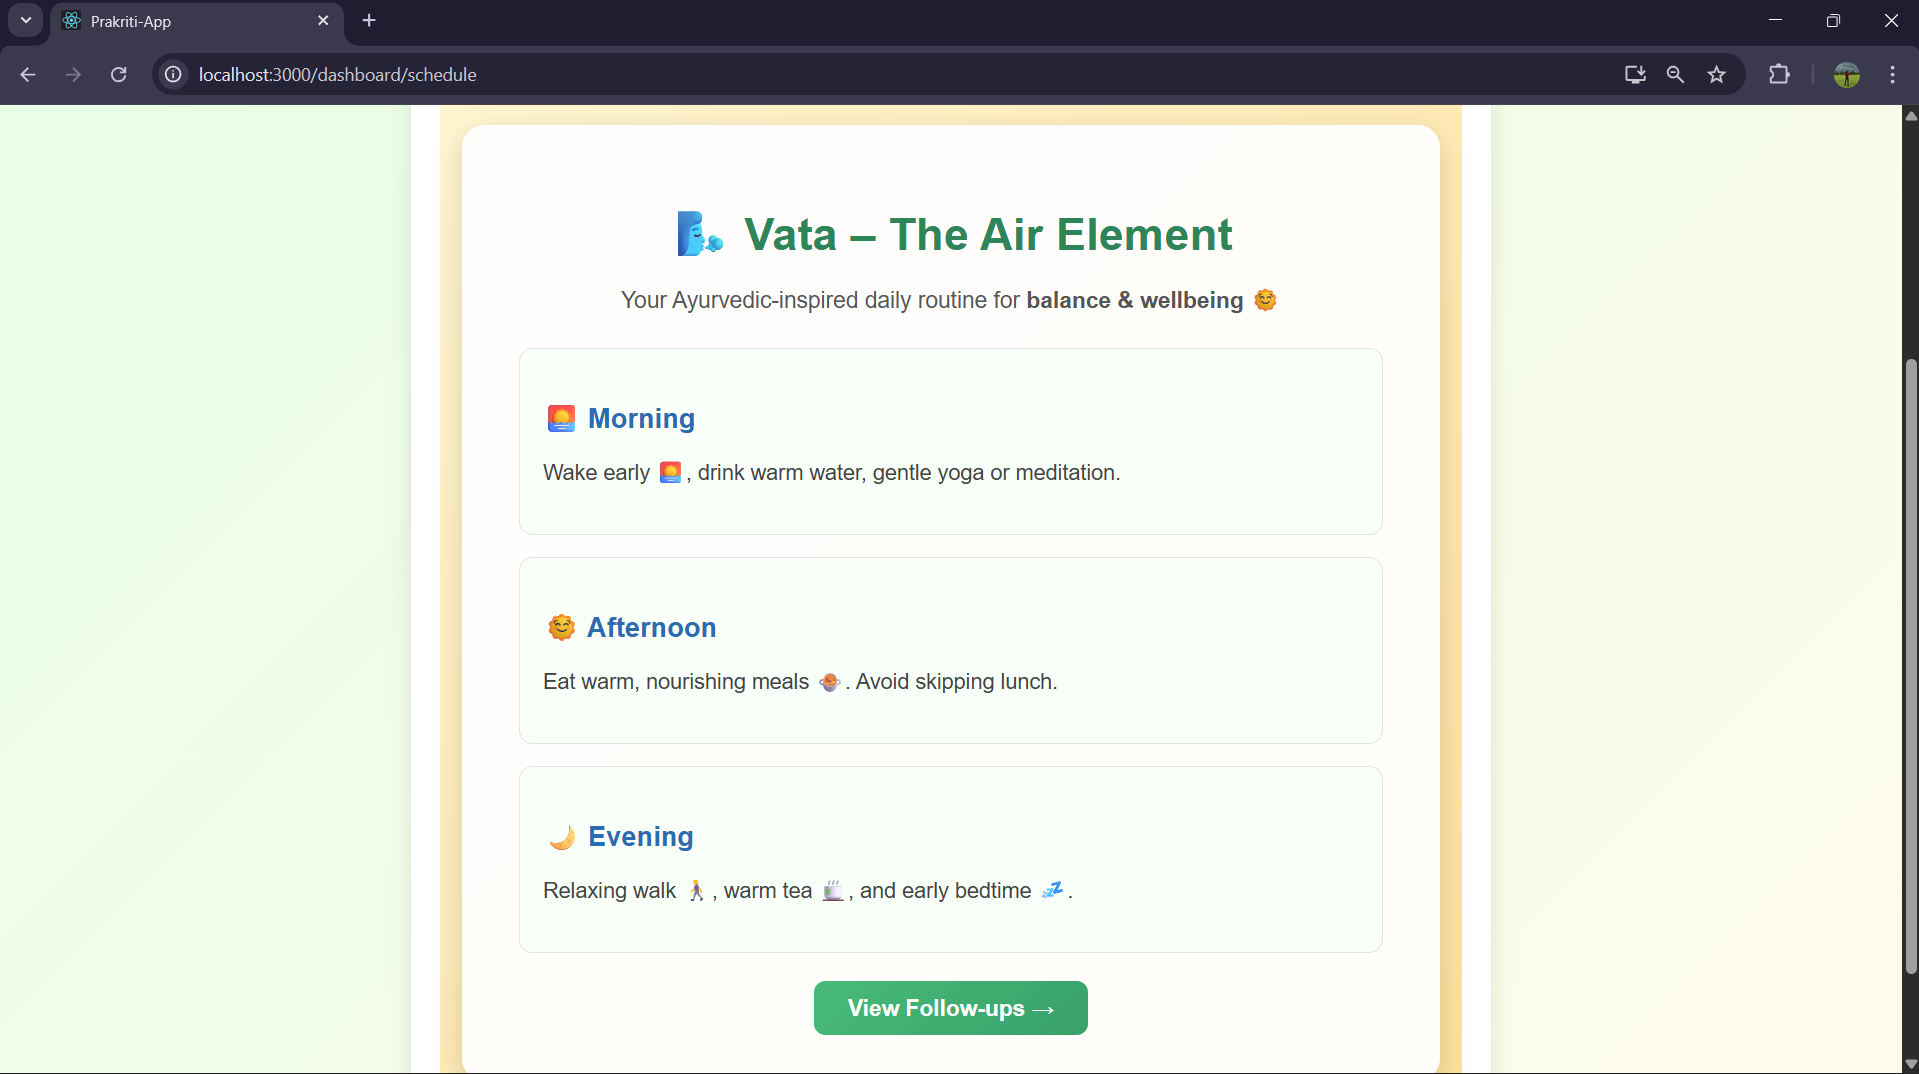 Prakriti-App
localhost:3000/dashboard/schedule
🌬️ Vata – The Air Element
Your Ayurvedic-inspired daily routine for balance & wellbeing 🌞
🌅 Morning
Wake early 🌅, drink warm water, gentle yoga or meditation.
🌞 Afternoon
Eat warm, nourishing meals 🍲. Avoid skipping lunch.
🌙 Evening
Relaxing walk 🚶, warm tea 🍵, and early bedtime 💤.
View Follow-ups →